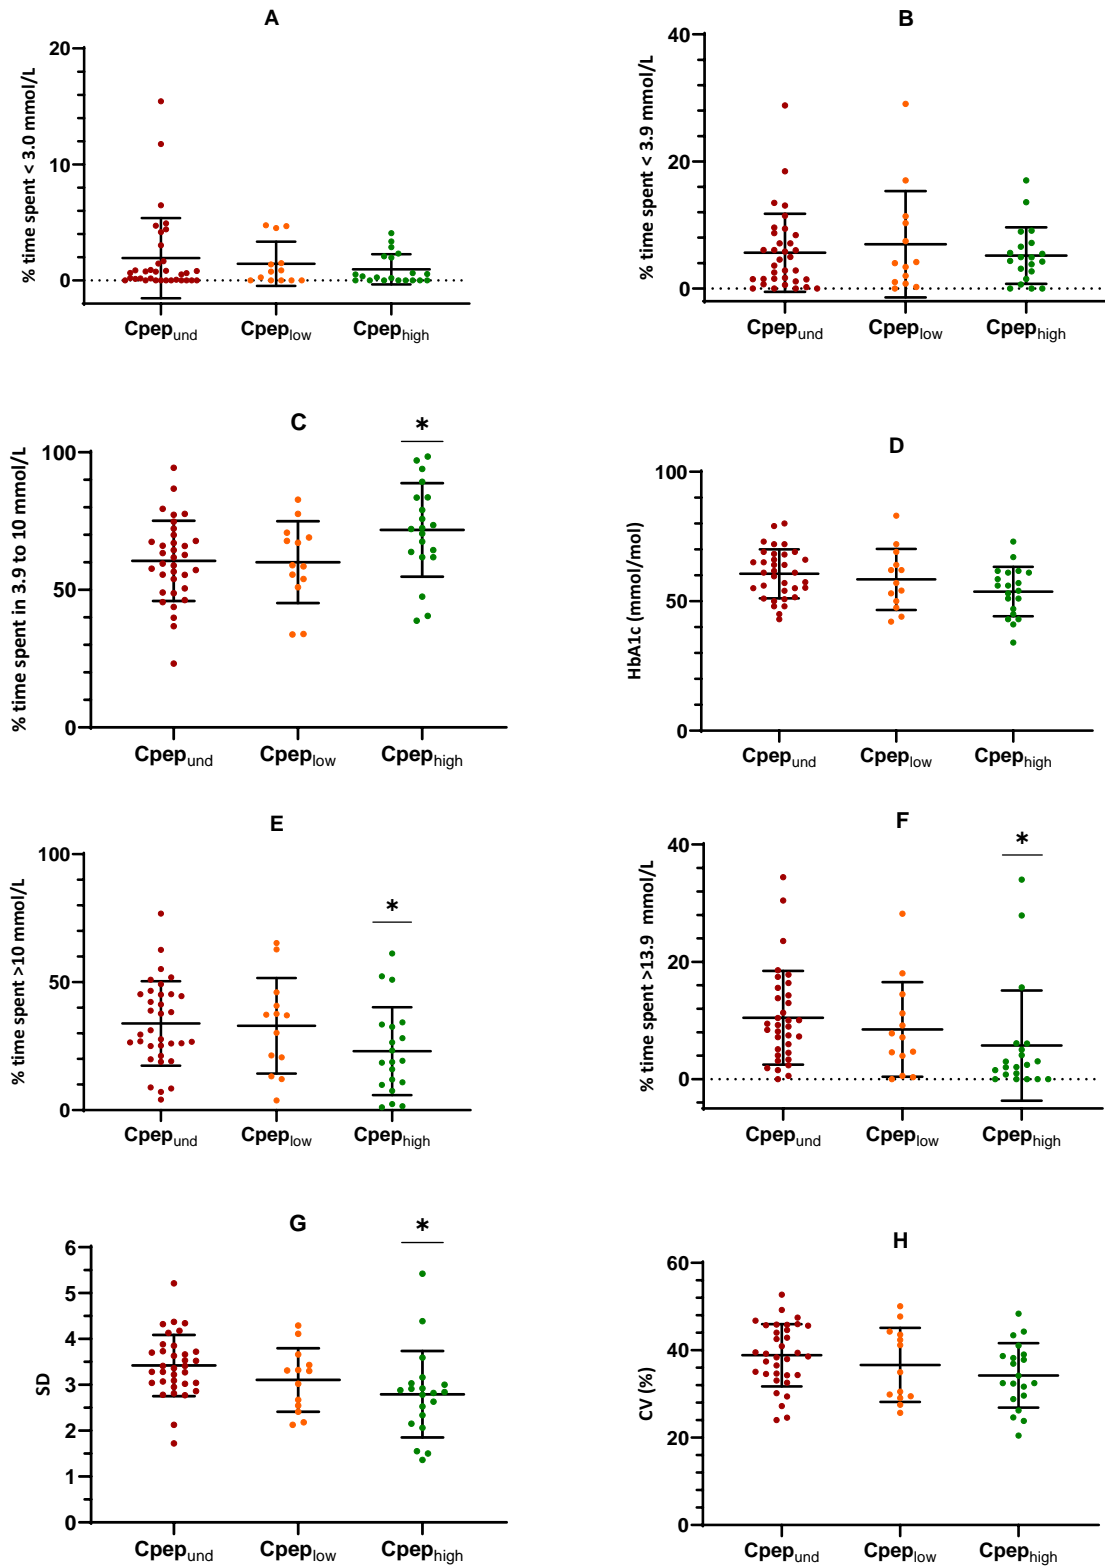 A
% time spent < 3.0 mmol/L
20
10
0
Cpepund
Cpeplow
Cpephigh
B
% time spent < 3.9 mmol/L
40
20
0
Cpepund
Cpeplow
Cpephigh
C
% time spent in 3.9 to 10 mmol/L
100
50
0
*
Cpepund
Cpeplow
Cpephigh
D
HbA1c (mmol/mol)
100
50
0
Cpepund
Cpeplow
Cpephigh
E
% time spent >10 mmol/L
100
50
0
*
Cpepund
Cpeplow
Cpephigh
F
% time spent >13.9 mmol/L
40
20
0
*
Cpepund
Cpeplow
Cpephigh
G
SD
6
5
4
3
2
1
0
*
Cpepund
Cpeplow
Cpephigh
H
CV (%)
60
40
20
0
Cpepund
Cpeplow
Cpephigh